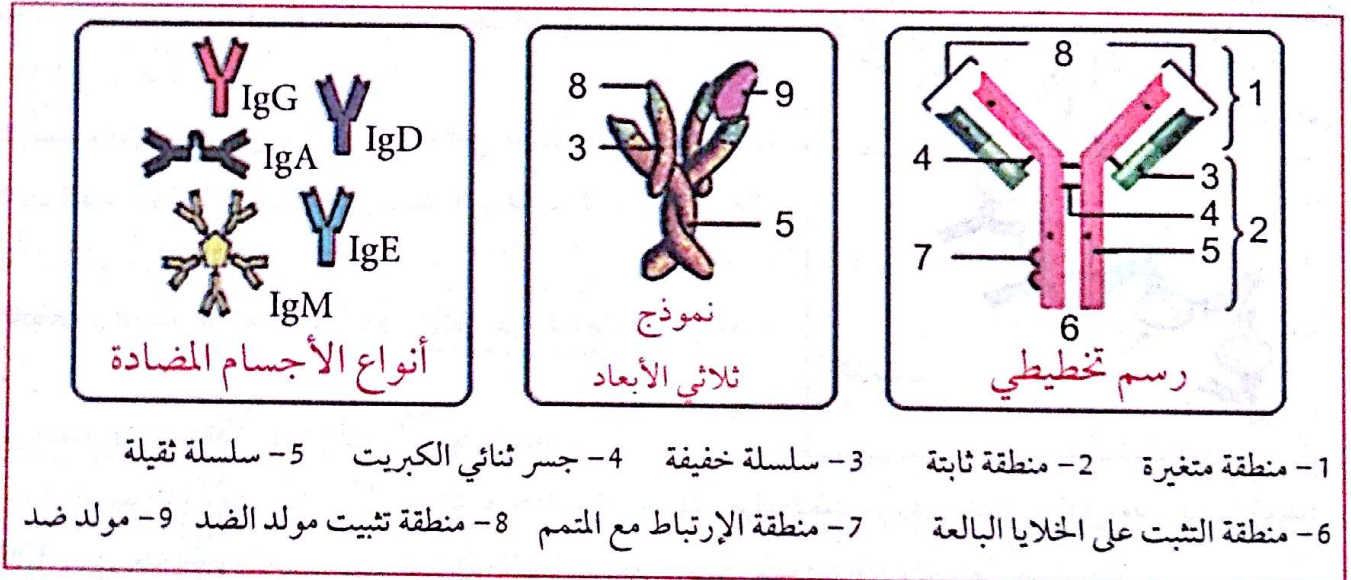 8
1
4
3
4
2
5
7
6
رسم تخطيطي
8
9
3
5
نموذج
ثلاثي الأبعاد
IgG
IgD
IgA
IgE
IgM
أنواع الأجسام المضادة
1- منطقة متغيرة 2- منطقة ثابتة 3- سلسلة خفيفة 4- جسر ثنائي الكبريت 5- سلسلة ثقيلة
6- منطقة التثبت على الخلايا البالعة 7- منطقة الإرتباط مع المتمم 8- منطقة تثبيت مولد الضد 9- مولد ضد